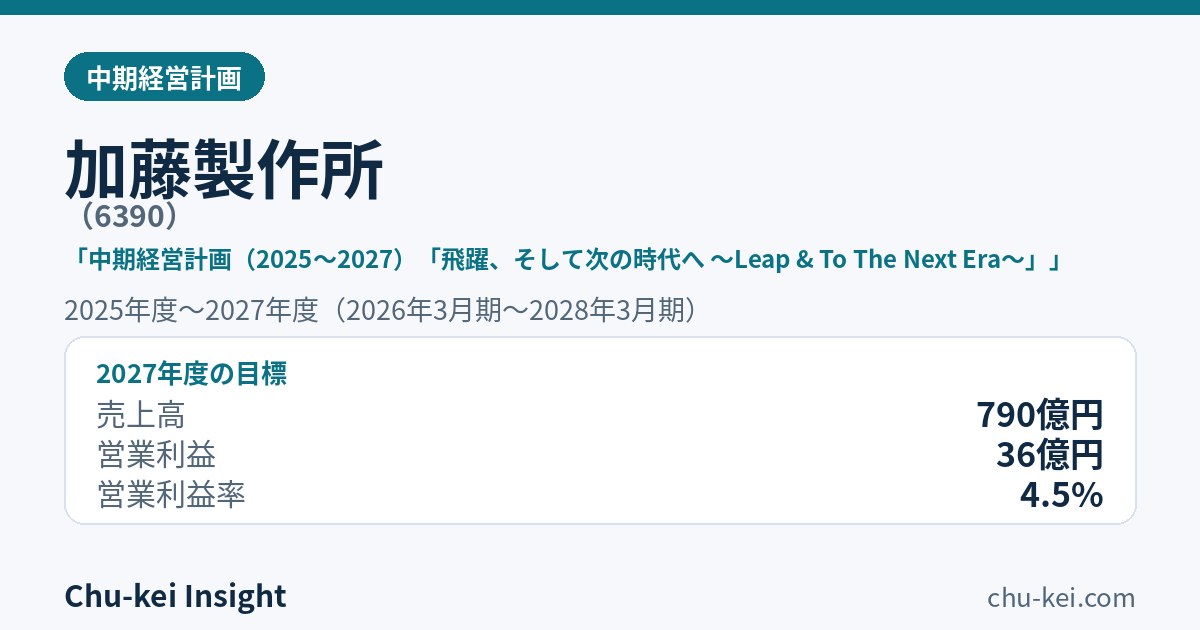 中期経営計画
加藤製作所
（6390）
「中期経営計画（2025〜2027）「飛躍、そして次の時代へ 〜Leap & To The Next Era〜」」
2025年度〜2027年度（2026年3月期〜2028年3月期）
2027年度の目標
売上高 790億円
営業利益 36億円
営業利益率 4.5%
Chu-kei Insight chu-kei.com